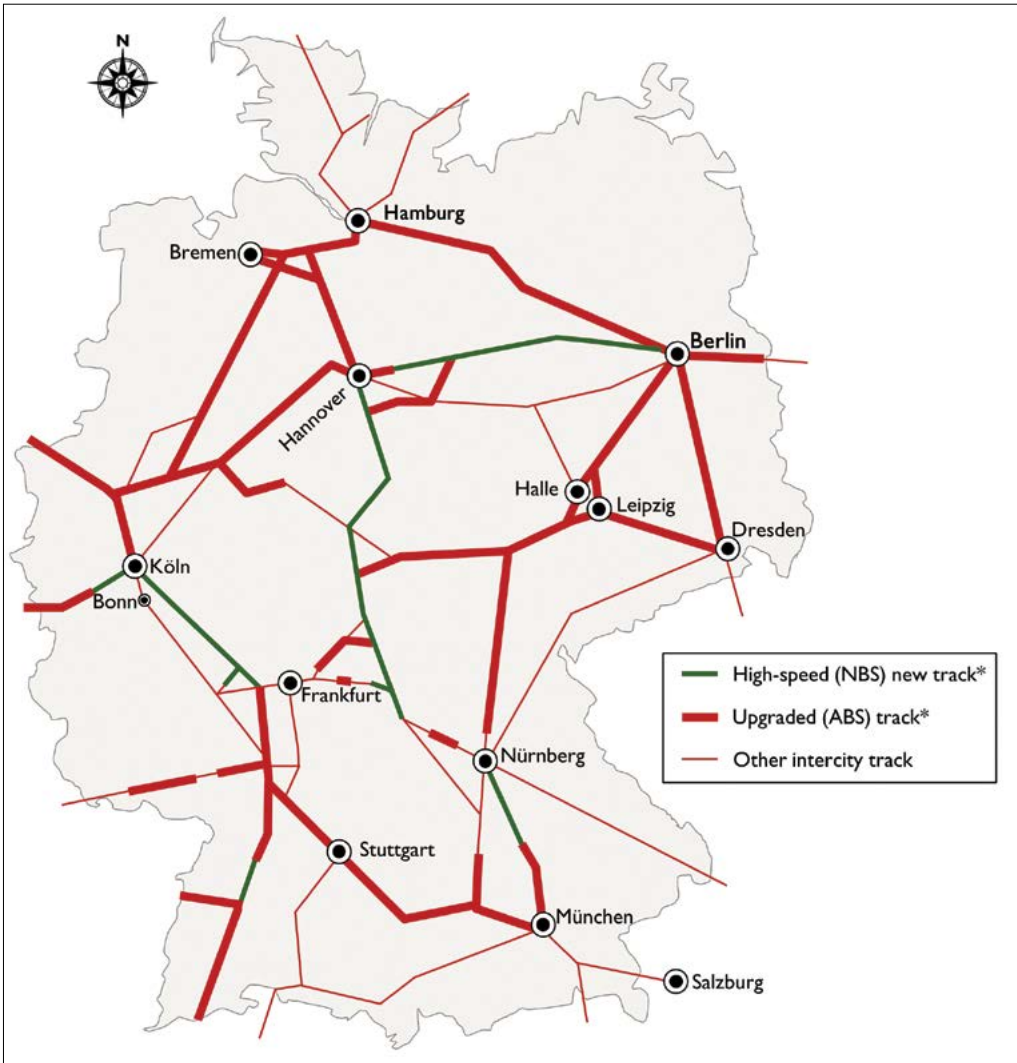 N
Hamburg
Bremen
Berlin
Hannover
Halle
Leipzig
Dresden
Köln
Bonn
Frankfurt
High-speed (NBS) new track*
Upgraded (ABS) track*
Other intercity track
Nürnberg
Stuttgart
München
Salzburg